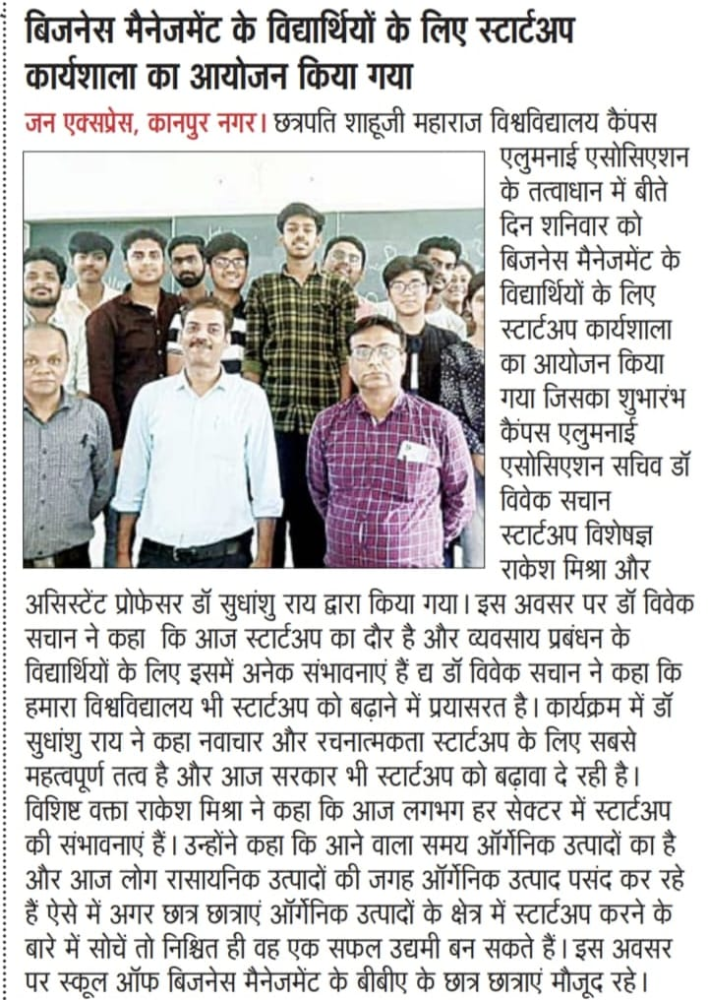 बिजनेस मैनेजमेंट के विद्यार्थियों के लिए स्टार्टअप
कार्यशाला का आयोजन किया गया
जन एक्सप्रेस, कानपुर नगर। छत्रपति शाहूजी महाराज विश्वविद्यालय कैंपस
एलुमनाई एसोसिएशन
के तत्वाधान में बीते
दिन शनिवार को
बिजनेस मैनेजमेंट के
विद्यार्थियों के लिए
स्टार्टअप कार्यशाला
का आयोजन किया
गया जिसका शुभारंभ
कैंपस एलुमनाई
एसोसिएशन सचिव डॉ
विवेक सचान
स्टार्टअप विशेषज्ञ
राकेश मिश्रा और
असिस्टेंट प्रोफेसर डॉ सुधांशु राय द्वारा किया गया। इस अवसर पर डॉ विवेक
सचान ने कहा कि आज स्टार्टअप का दौर है और व्यवसाय प्रबंधन के
विद्यार्थियों के लिए इसमें अनेक संभावनाएं हैं द्य डॉ विवेक सचान ने कहा कि
हमारा विश्वविद्यालय भी स्टार्टअप को बढ़ाने में प्रयासरत है। कार्यक्रम में डॉ
सुधांशु राय ने कहा नवाचार और रचनात्मकता स्टार्टअप के लिए सबसे
महत्वपूर्ण तत्व है और आज सरकार भी स्टार्टअप को बढ़ावा दे रही है।
विशिष्ट वक्ता राकेश मिश्रा ने कहा कि आज लगभग हर सेक्टर में स्टार्टअप
की संभावनाएं हैं। उन्होंने कहा कि आने वाला समय ऑर्गेनिक उत्पादों का है
और आज लोग रासायनिक उत्पादों की जगह ऑर्गेनिक उत्पाद पसंद कर रहे
हैं ऐसे में अगर छात्र छात्राएं ऑर्गेनिक उत्पादों के क्षेत्र में स्टार्टअप करने के
बारे में सोचें तो निश्चित ही वह एक सफल उद्यमी बन सकते हैं। इस अवसर
पर स्कूल ऑफ बिजनेस मैनेजमेंट के बीबीए के छात्र छात्राएं मौजूद रहे।